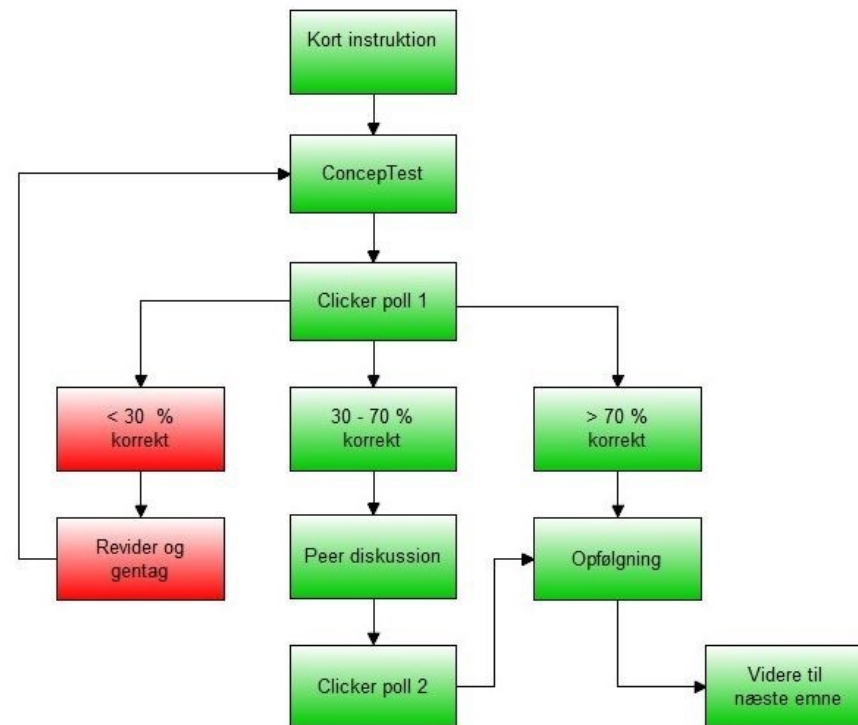 Kort instruktion
ConcepTest
Clicker poll 1
< 30 %
korrekt
30 - 70 %
korrekt
> 70 %
korrekt
Revider og
gentag
Peer diskussion
Opfølgning
Clicker poll 2
Videre til
næste emne